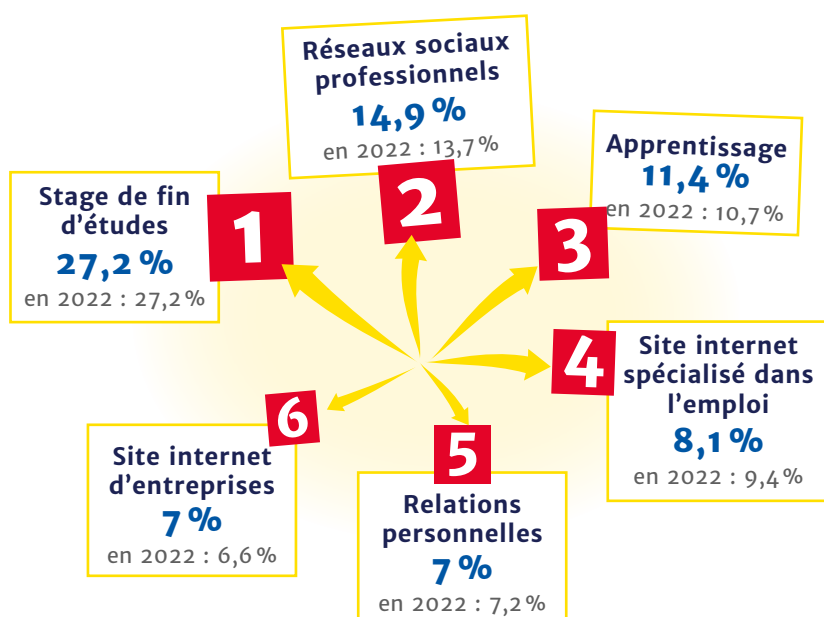 Réseaux sociaux
professionnels
14,9 %
en 2022 : 13,7 %
2
Apprentissage
11,4 %
en 2022 : 10,7 %
3
Stage de fin
d'études
27,2 %
en 2022 : 27,2 %
1
4
Site internet
spécialisé dans
l'emploi
8,1 %
en 2022 : 9,4 %
6
Site internet
d'entreprises
7 %
en 2022 : 6,6 %
5
Relations
personnelles
7 %
en 2022 : 7,2 %